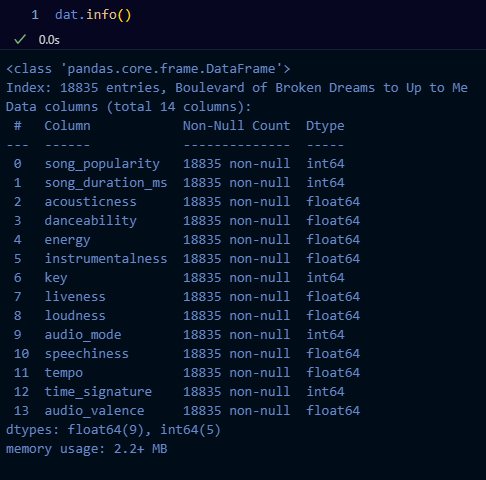 1 dat.info()
0.0s
<class 'pandas.core.frame.DataFrame'>
Index: 18835 entries, Boulevard of Broken Dreams to Up to Me
Data columns (total 14 columns):
 #   Column            Non-Null Count  Dtype
---  ------            --------------  -----
 0   song_popularity   18835 non-null  int64
 1   song_duration_ms  18835 non-null  int64
 2   acousticness      18835 non-null  float64
 3   danceability      18835 non-null  float64
 4   energy            18835 non-null  float64
 5   instrumentalness  18835 non-null  float64
 6   key               18835 non-null  int64
 7   liveness          18835 non-null  float64
 8   loudness          18835 non-null  float64
 9   audio_mode        18835 non-null  int64
 10  speechiness       18835 non-null  float64
 11  tempo             18835 non-null  float64
 12  time_signature    18835 non-null  int64
 13  audio_valence     18835 non-null  float64
dtypes: float64(9), int64(5)
memory usage: 2.2+ MB